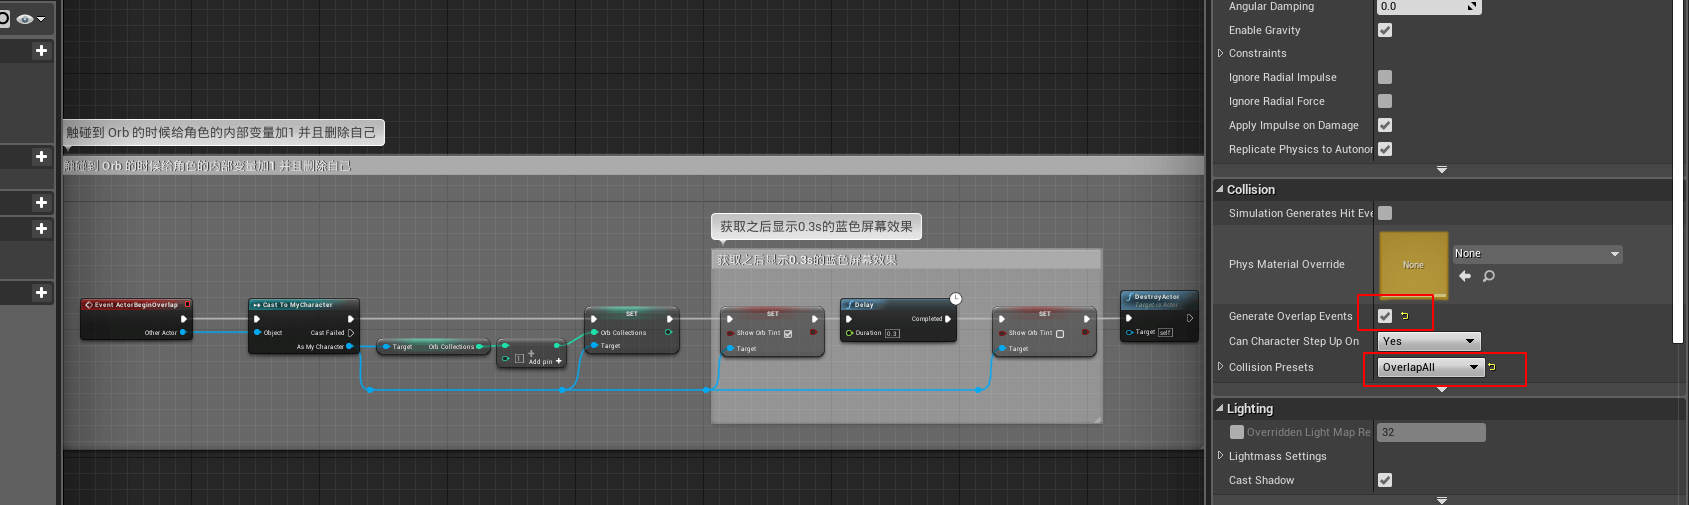 触碰到 Orb 的时候给角色的内部变量加1 并且删除自己
触碰到 Orb 的时候给角色的内部变量加1 并且删除自己
获取之后显示0.3s的蓝色屏幕效果
获取之后显示0.3s的蓝色屏幕效果
Event ActorBeginOverlap
Other Actor
Cast To MyCharacter
Object
Cast Failed
As My Character
Target
Orb Collections
1
Add pin
SET
Orb Collections
Target
SET
Show Orb Tint
Target
Delay
Completed
Duration
0.3
SET
Show Orb Tint
Target
DestroyActor
Target is Actor
Target
self
Angular Damping
0.0
Enable Gravity
Constraints
Ignore Radial Impulse
Ignore Radial Force
Apply Impulse on Damage
Replicate Physics to Autonor
Collision
Simulation Generates Hit Eve
Phys Material Override
None
None
Generate Overlap Events
Can Character Step Up On
Yes
Collision Presets
OverlapAll
Lighting
Overridden Light Map Re
32
Lightmass Settings
Cast Shadow